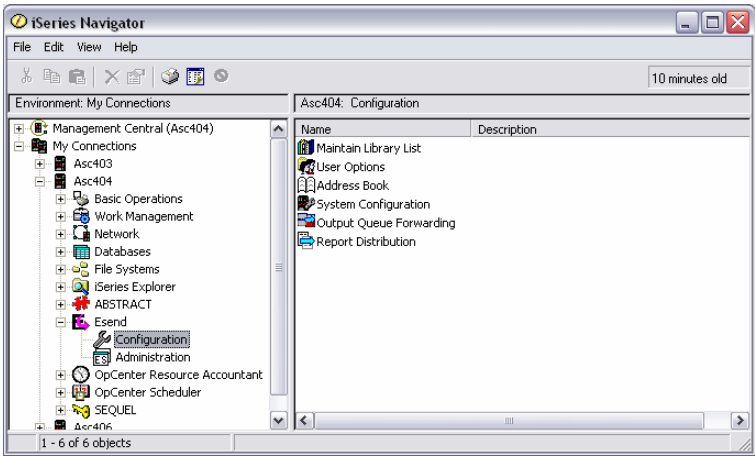 iSeries Navigator
File Edit View Help
10 minutes old
Environment: My Connections
Asc404: Configuration
Management Central (Asc404)
My Connections
Asc403
Asc404
Basic Operations
Work Management
Network
Databases
File Systems
iSeries Explorer
ABSTRACT
Esend
Configuration
ES Administration
OpCenter Resource Accountant
OpCenter Scheduler
SEQUEL
Asc406
Name Description
Maintain Library List
User Options
Address Book
System Configuration
Output Queue Forwarding
Report Distribution
1 - 6 of 6 objects